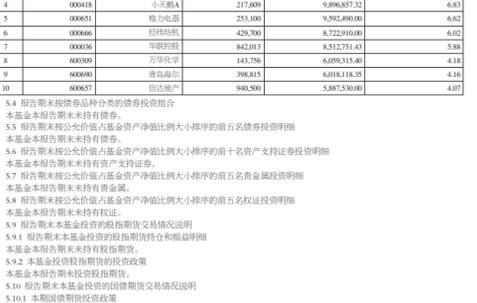 4 000418 小天鹅A 217,609 9,896,857.32 6.83
5 000651 格力电器 253,100 9,592,490.00 6.62
6 000666 经纬纺机 429,700 8,722,910.00 6.02
7 000036 华联控股 842,013 8,512,751.43 5.88
8 600309 万华化学 143,756 6,059,315.40 4.18
9 600690 青岛海尔 398,815 6,018,118.35 4.16
10 600657 信达地产 940,500 5,887,530.00 4.07
5.4 报告期末按债券品种分类的债券投资组合
本基金本报告期末未持有债券。
5.5 报告期末按公允价值占基金资产净值比例大小排序的前五名债券投资明细
本基金本报告期末未持有债券。
5.6 报告期末按公允价值占基金资产净值比例大小排序的前十名资产支持证券投资明细
本基金本报告期末未持有资产支持证券。
5.7 报告期末按公允价值占基金资产净值比例大小排序的前五名贵金属投资明细
本基金本报告期末未持有贵金属。
5.8 报告期末按公允价值占基金资产净值比例大小排序的前五名权证投资明细
本基金本报告期末未持有权证。
5.9 报告期末本基金投资的股指期货交易情况说明
5.9.1 报告期末本基金投资的股指期货持仓和损益明细
本基金本报告期末未持有股指期货。
5.9.2 本基金投资股指期货的投资政策
本基金本报告期未投资股指期货。
5.10 报告期末本基金投资的国债期货交易情况说明
5.10.1 本期国债期货投资政策